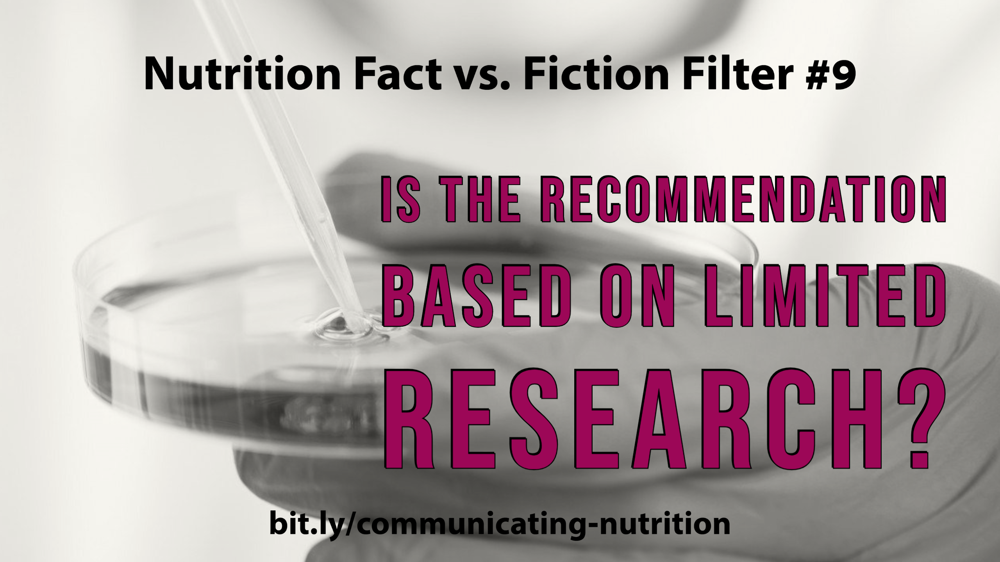 Nutrition Fact vs. Fiction Filter #9
IS THE RECOMMENDATION
BASED ON LIMITED
RESEARCH?
bit.ly/communicating-nutrition